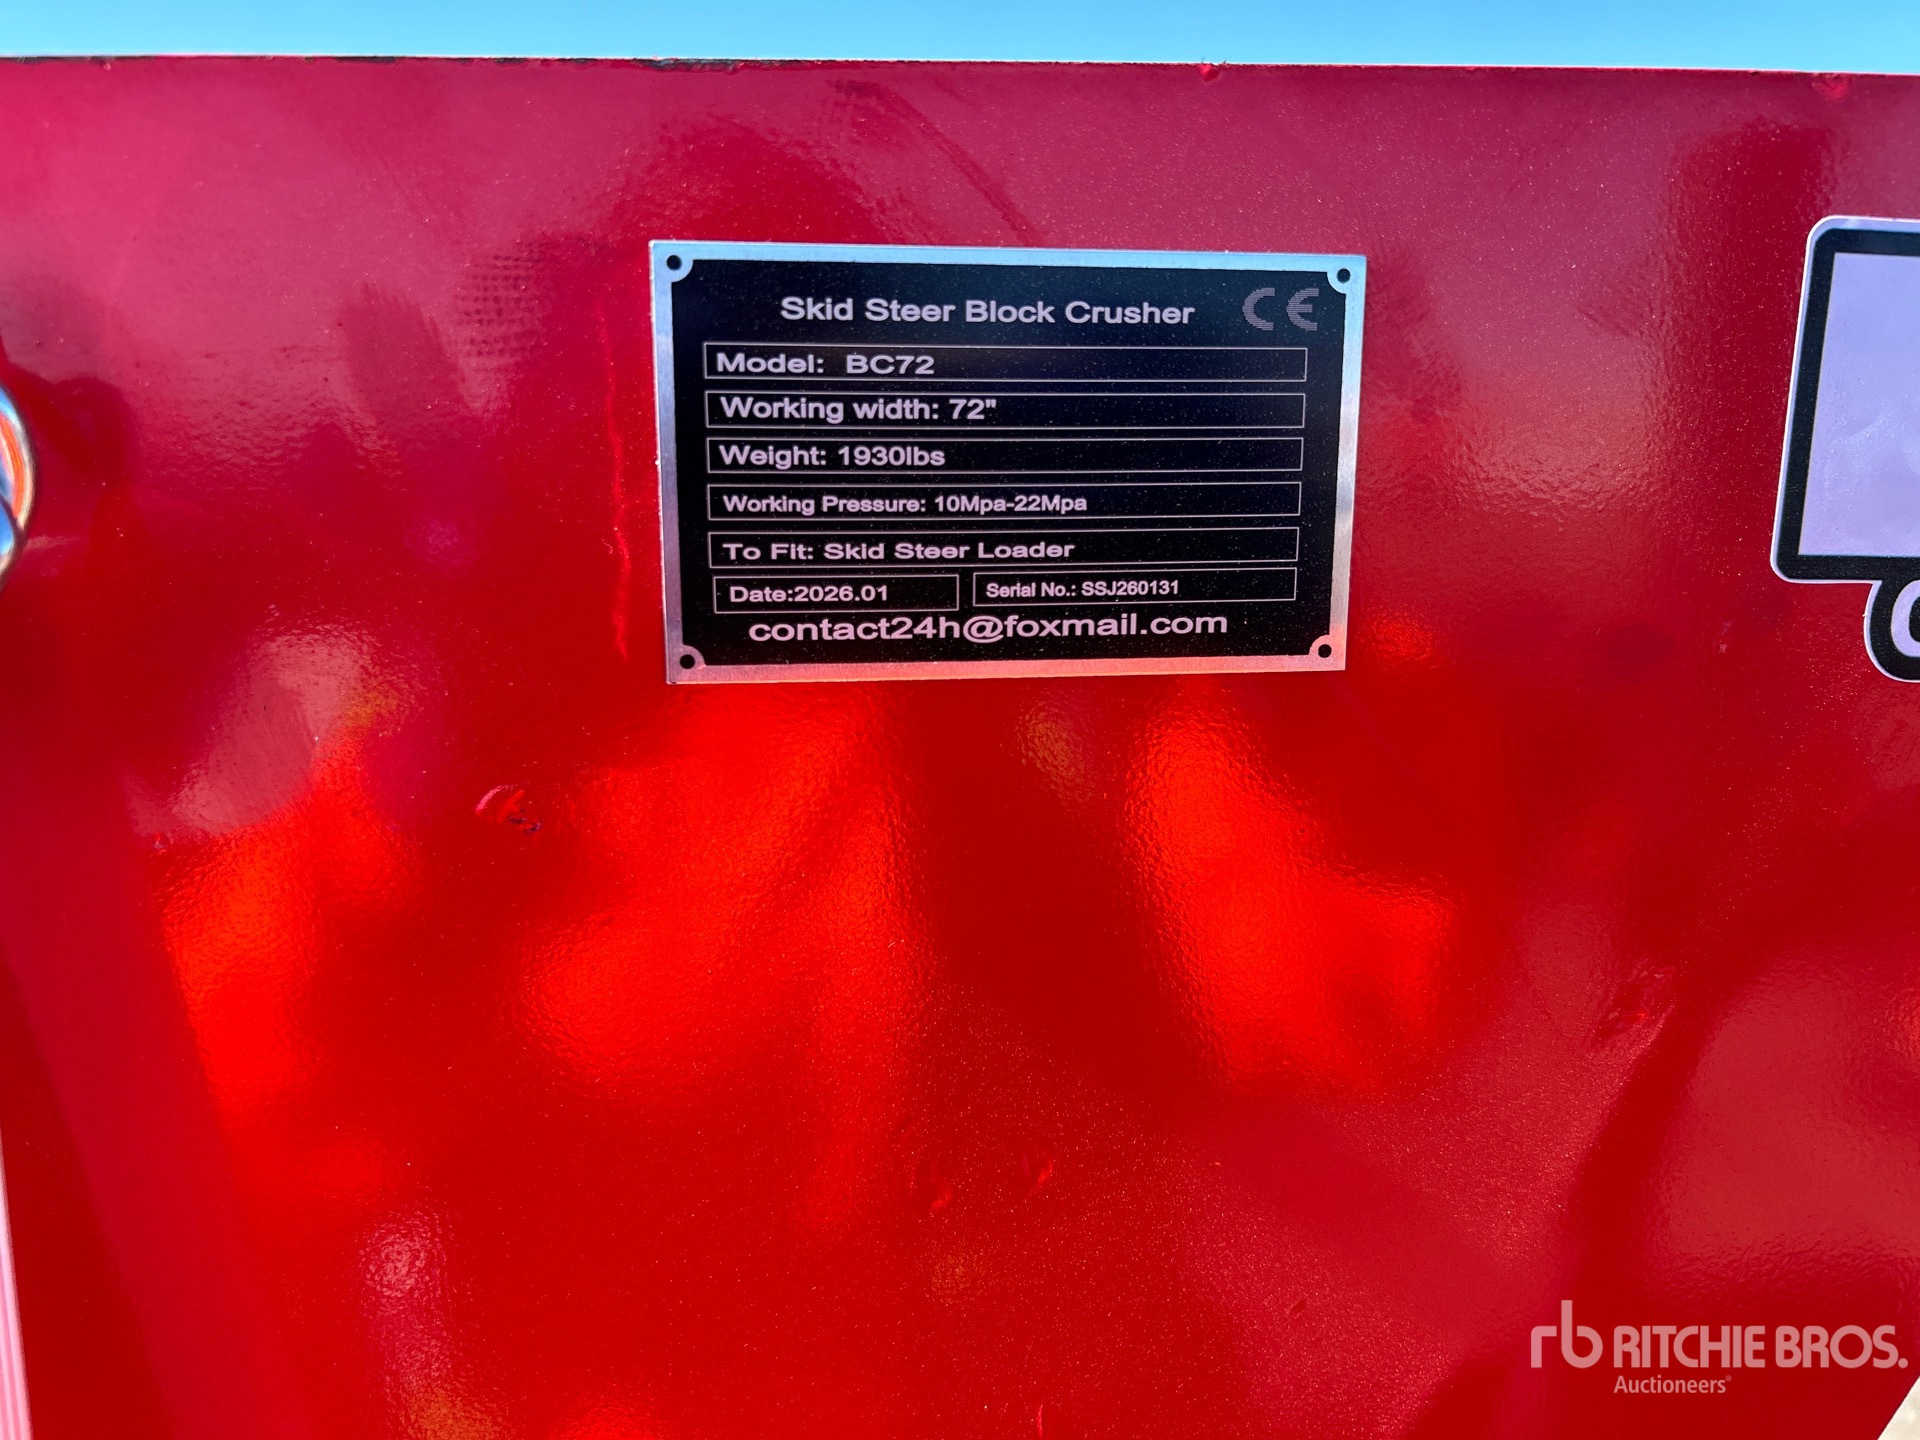 Skid Steer Block Crusher CE
Model: BC72
Working width: 72"
Weight: 1930lbs
Working Pressure: 10Mpa-22Mpa
To Fit: Skid Steer Loader
Date:2026.01 Serial No.: SSJ260131
contact24h@foxmail.com
rb RITCHIE BROS.
Auctioneers